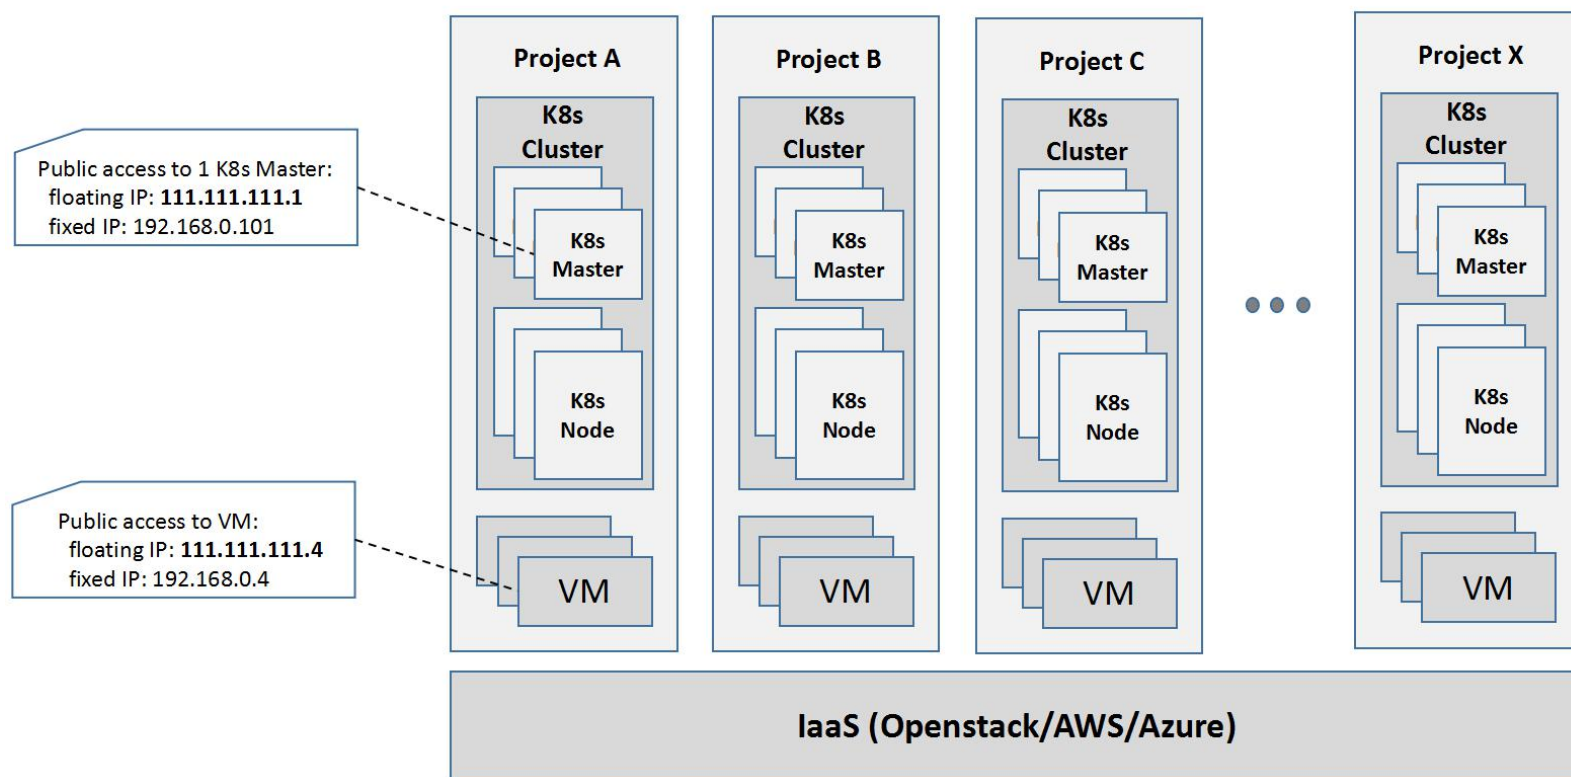 Project A
K8s
Cluster
K8s
Master
K8s
Node
VM
Project B
K8s
Cluster
K8s
Master
K8s
Node
VM
Project C
K8s
Cluster
K8s
Master
K8s
Node
VM
Project X
K8s
Cluster
K8s
Master
K8s
Node
VM
Public access to 1 K8s Master:
floating IP: 111.111.111.1
fixed IP: 192.168.0.101
Public access to VM:
floating IP: 111.111.111.4
fixed IP: 192.168.0.4
IaaS (Openstack/AWS/Azure)